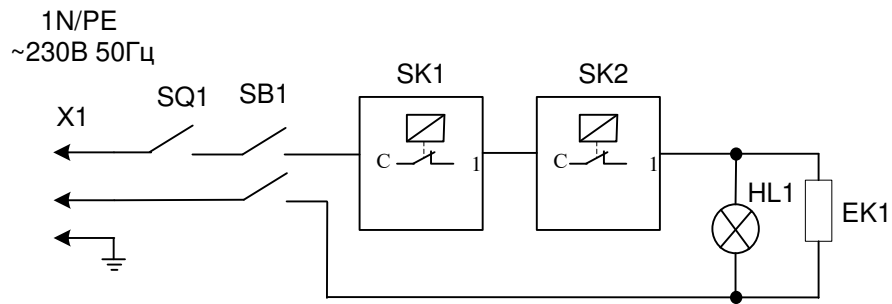 1N/PE
~230В 50Гц
X1
SQ1
SB1
SK1
SK2
C 1
C 1
HL1
EK1